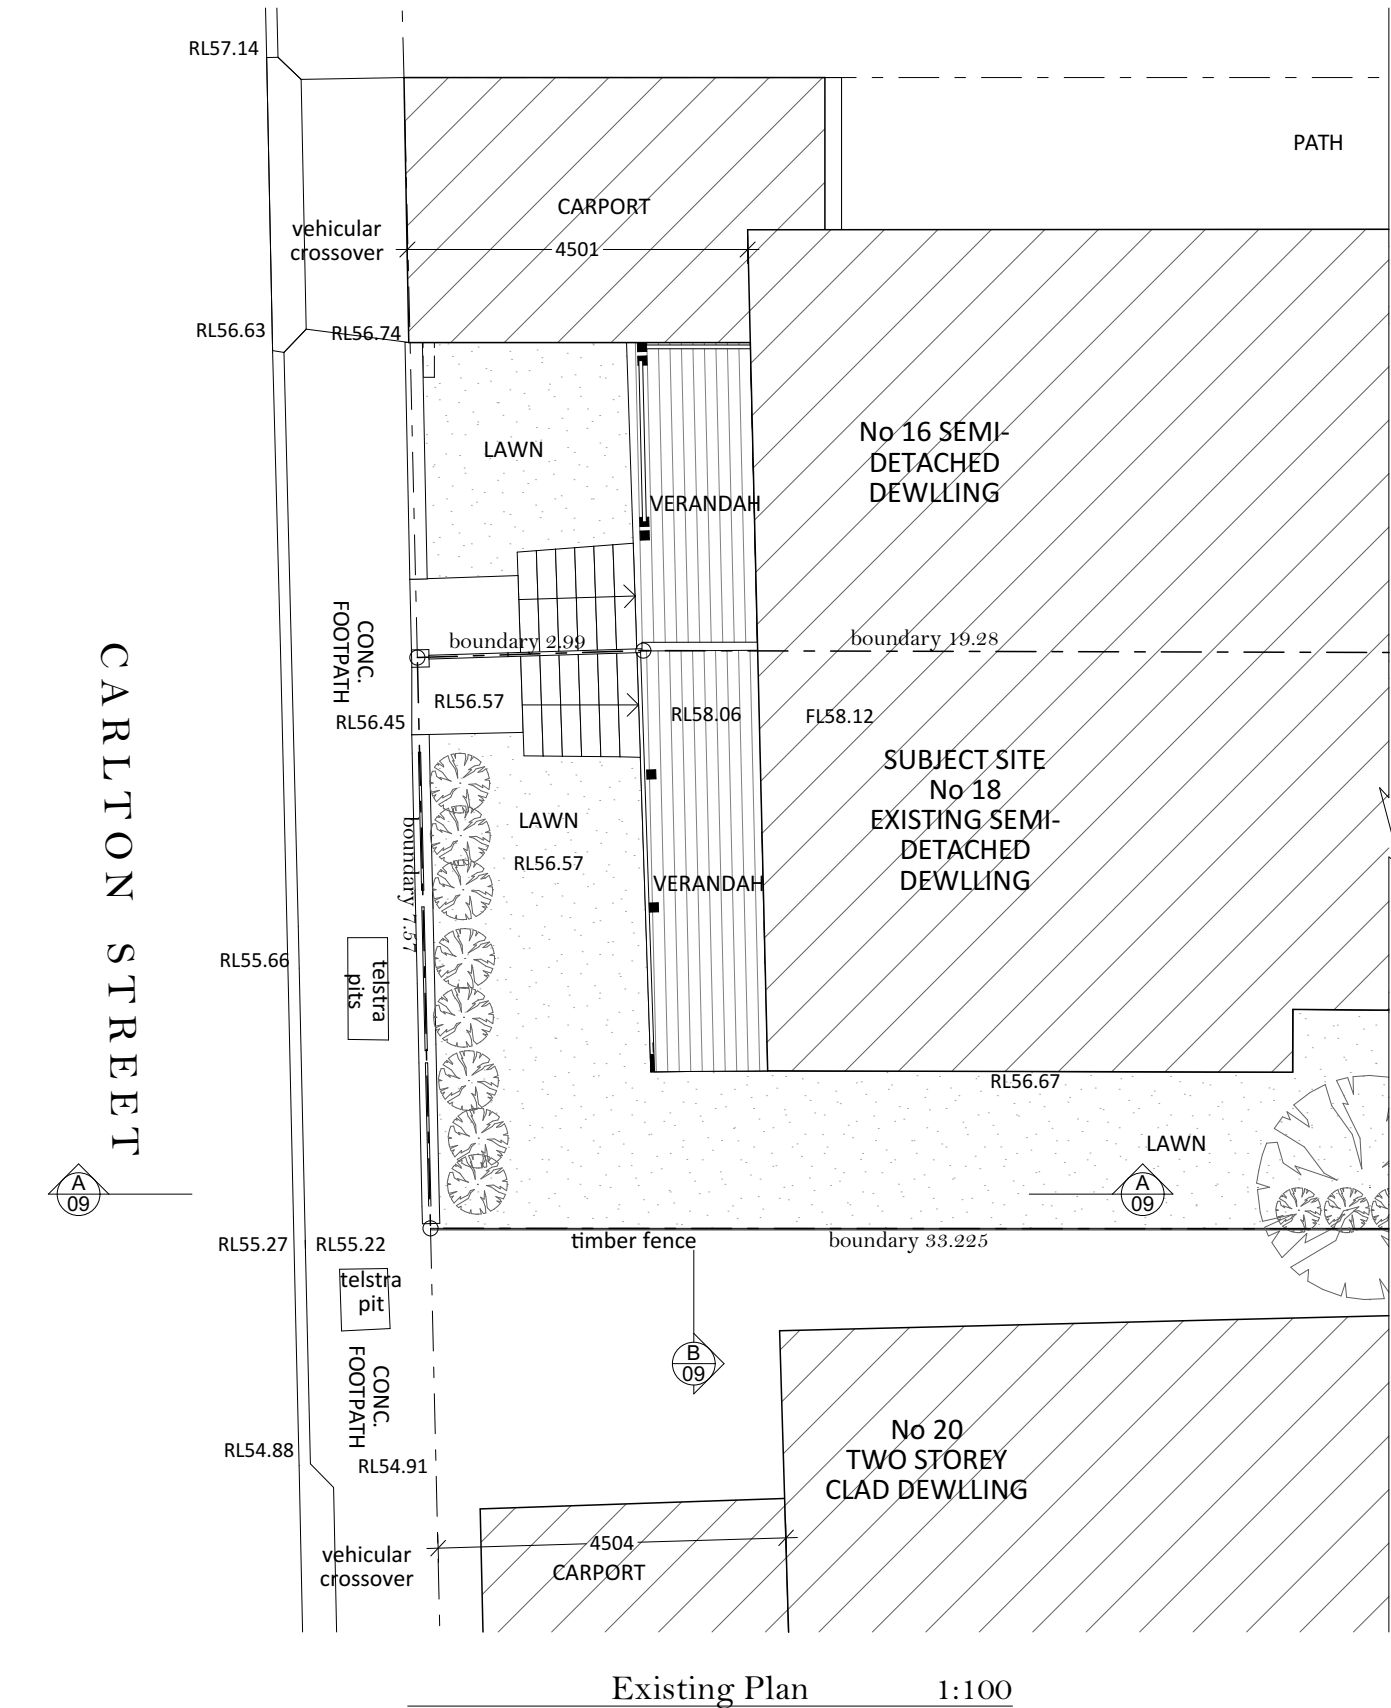 RL57.14
PATH
CARPORT
vehicular
crossover
4501
RL56.63
RL56.74
No 16 SEMI-
DETACHED
DEWLLING
LAWN
VERANDAH
CONC.
FOOTPATH
boundary 2.99
boundary 19.28
CARLTON STREET
RL56.57
RL56.45
RL58.06
FL58.12
SUBJECT SITE
No 18
EXISTING SEMI-
DETACHED
DEWLLING
LAWN
RL56.57
boundary 7.57
VERANDAH
RL55.66
telstra
pits
RL56.67
LAWN
A
09
A
09
RL55.27
RL55.22
timber fence
boundary 33.225
telstra
pit
B
09
CONC.
FOOTPATH
No 20
TWO STOREY
CLAD DEWLLING
RL54.88
RL54.91
4504
vehicular
crossover
CARPORT
Existing Plan 1:100